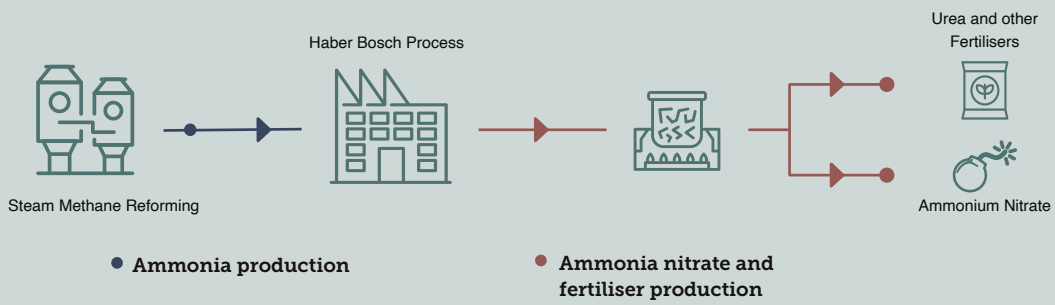 Urea and other
Fertilisers
Haber Bosch Process
Steam Methane Reforming
Ammonium Nitrate
Ammonia production
Ammonia nitrate and
fertiliser production